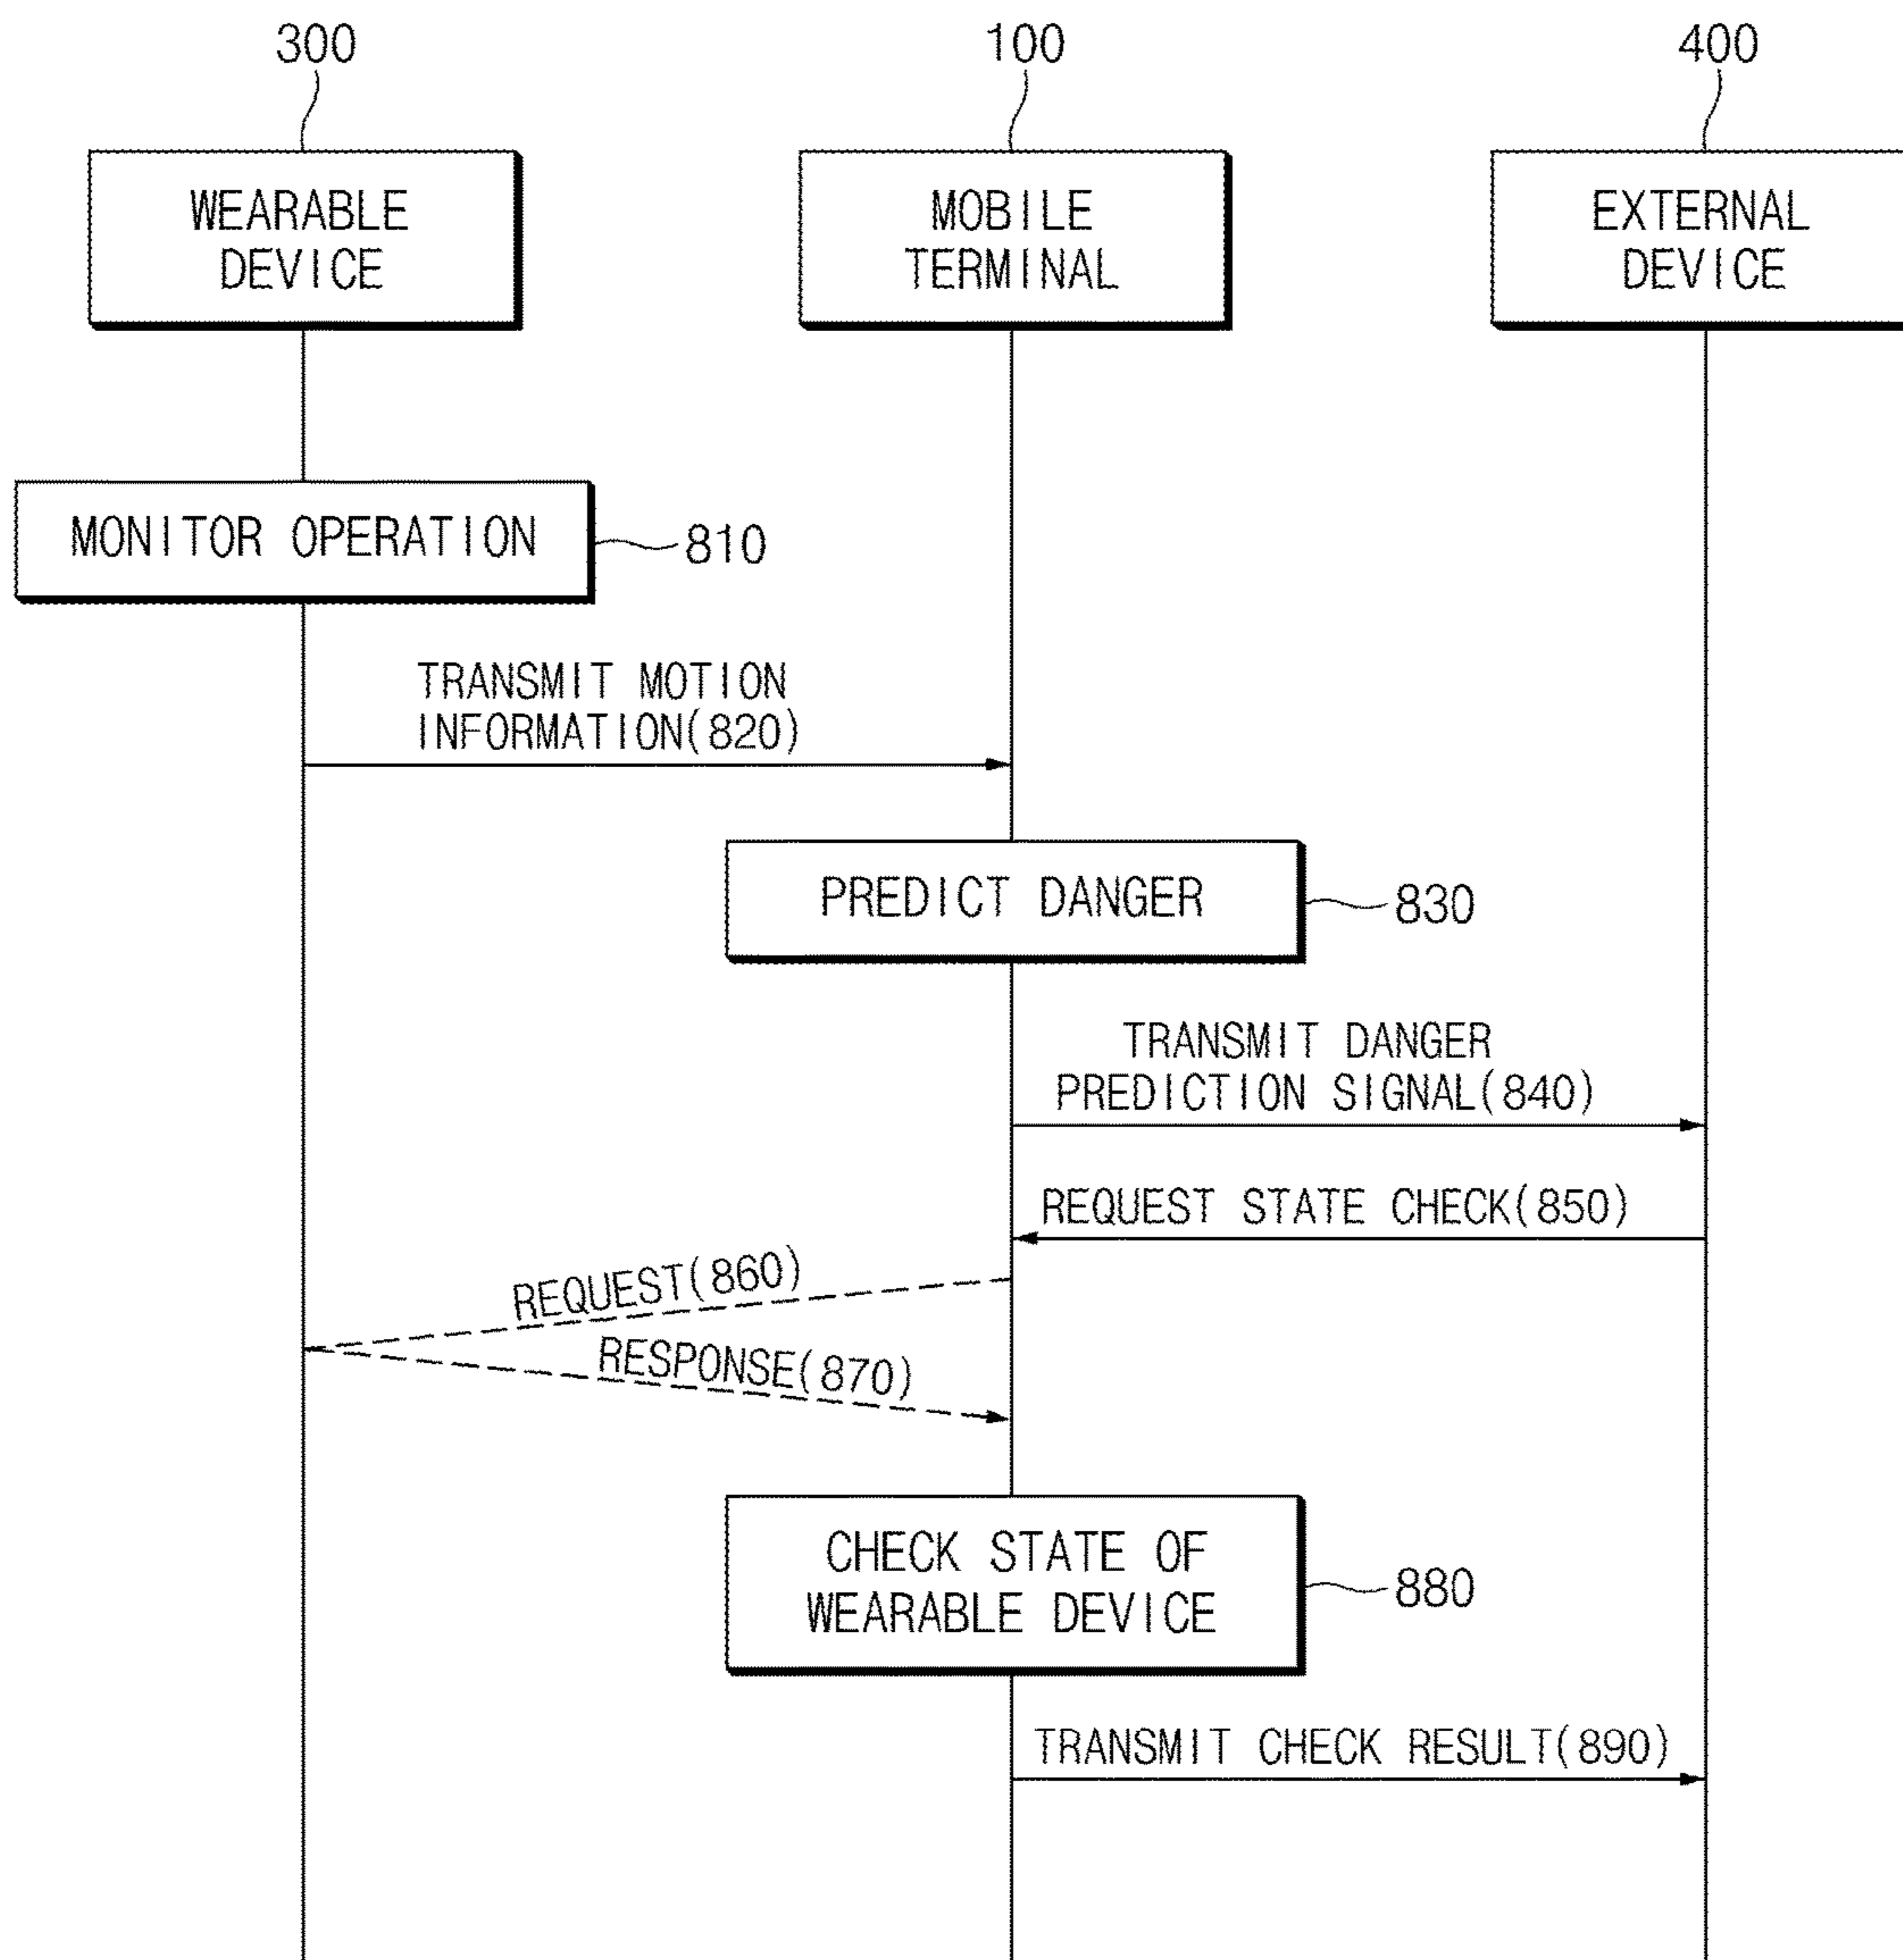 300
100
400
WEARABLE
DEVICE
MOBILE
TERMINAL
EXTERNAL
DEVICE
MONITOR OPERATION
810
TRANSMIT MOTION
INFORMATION(820)
PREDICT DANGER
830
TRANSMIT DANGER
PREDICTION SIGNAL(840)
REQUEST STATE CHECK(850)
REQUEST(860)
RESPONSE(870)
CHECK STATE OF
WEARABLE DEVICE
880
TRANSMIT CHECK RESULT(890)